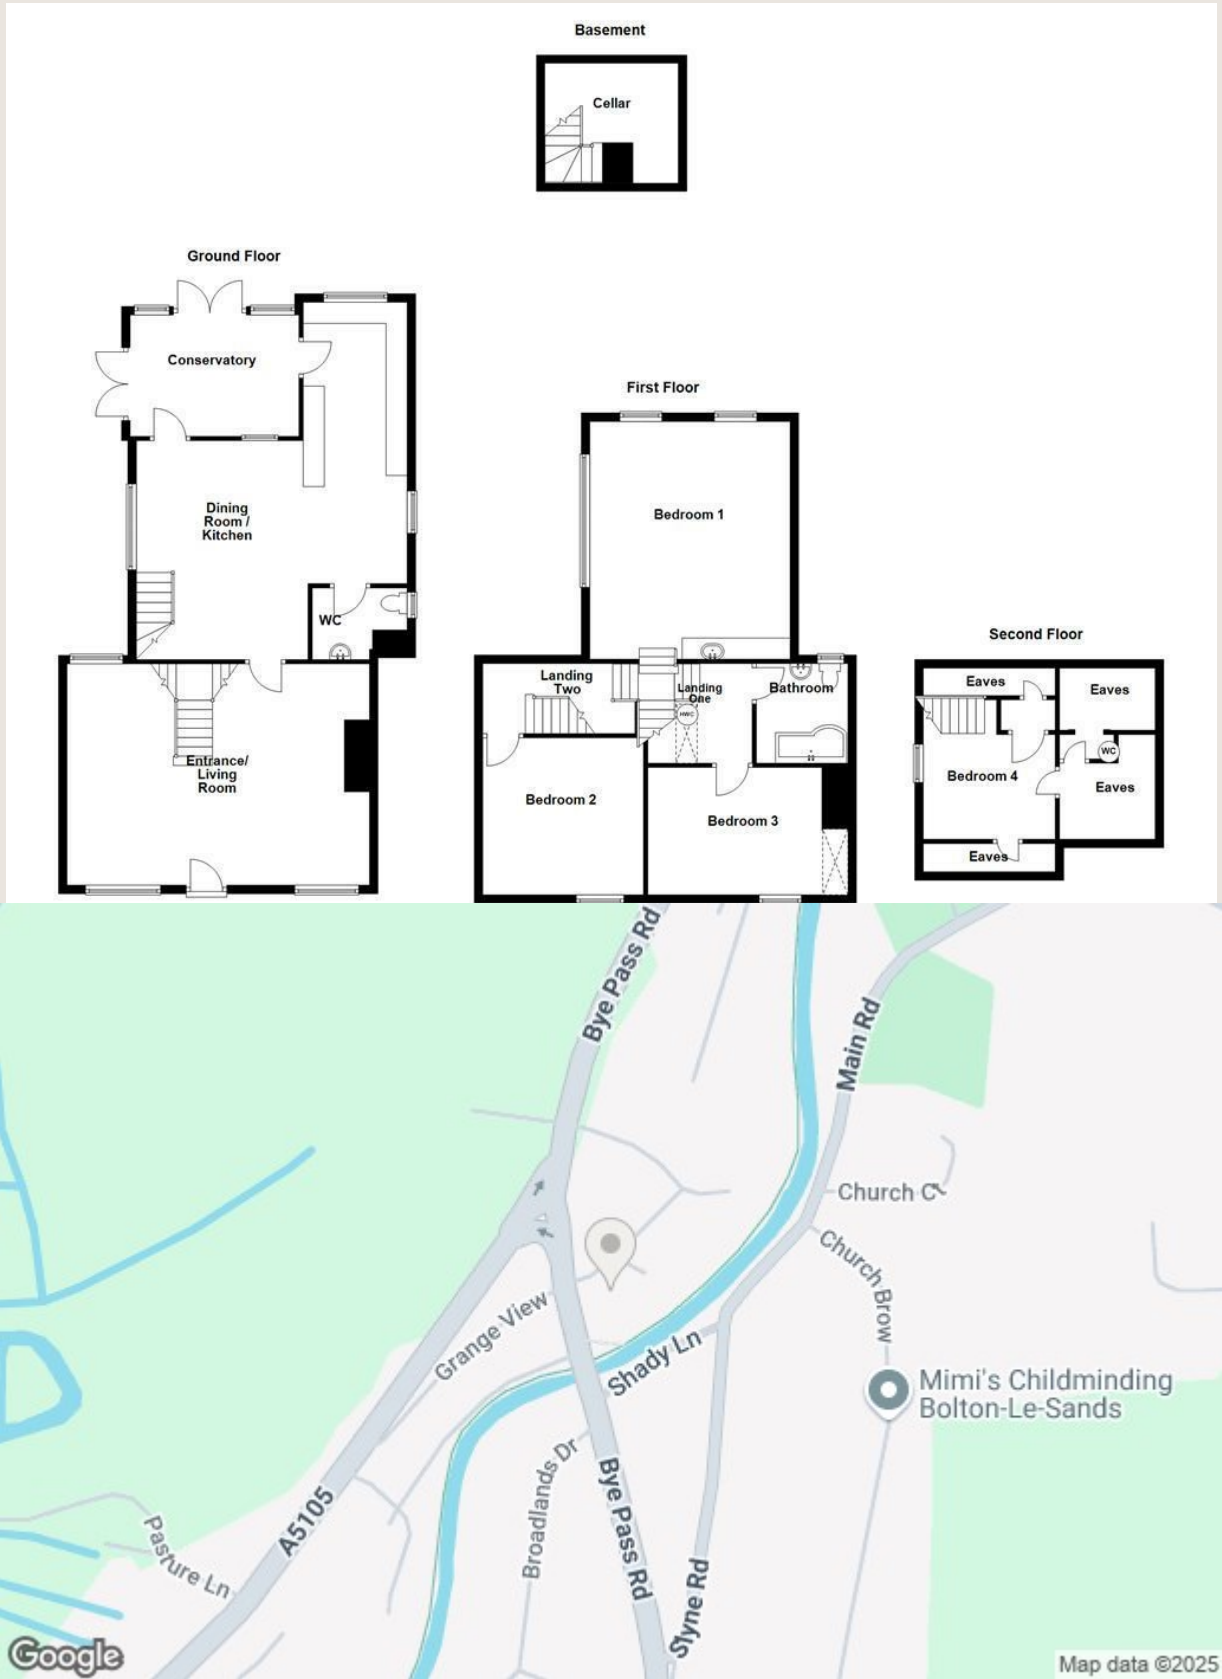 Basement
Cellar
Ground Floor
Conservatory
Dining
Room /
Kitchen
WC
Entrance/
Living
Room
First Floor
Bedroom 1
Landing
Two
Landing
One
HWC
Bathroom
Bedroom 2
Bedroom 3
Second Floor
Eaves
Eaves
WC
Bedroom 4
Eaves
Eaves
Bye Pass Rd
Main Rd
Church C
Church Brow
Grange View
Shady Ln
Mimi's Childminding
Bolton-Le-Sands
Broadlands Dr
Bye Pass Rd
A5105
Pasture Ln
Slyne Rd
Google
Map data ©2025